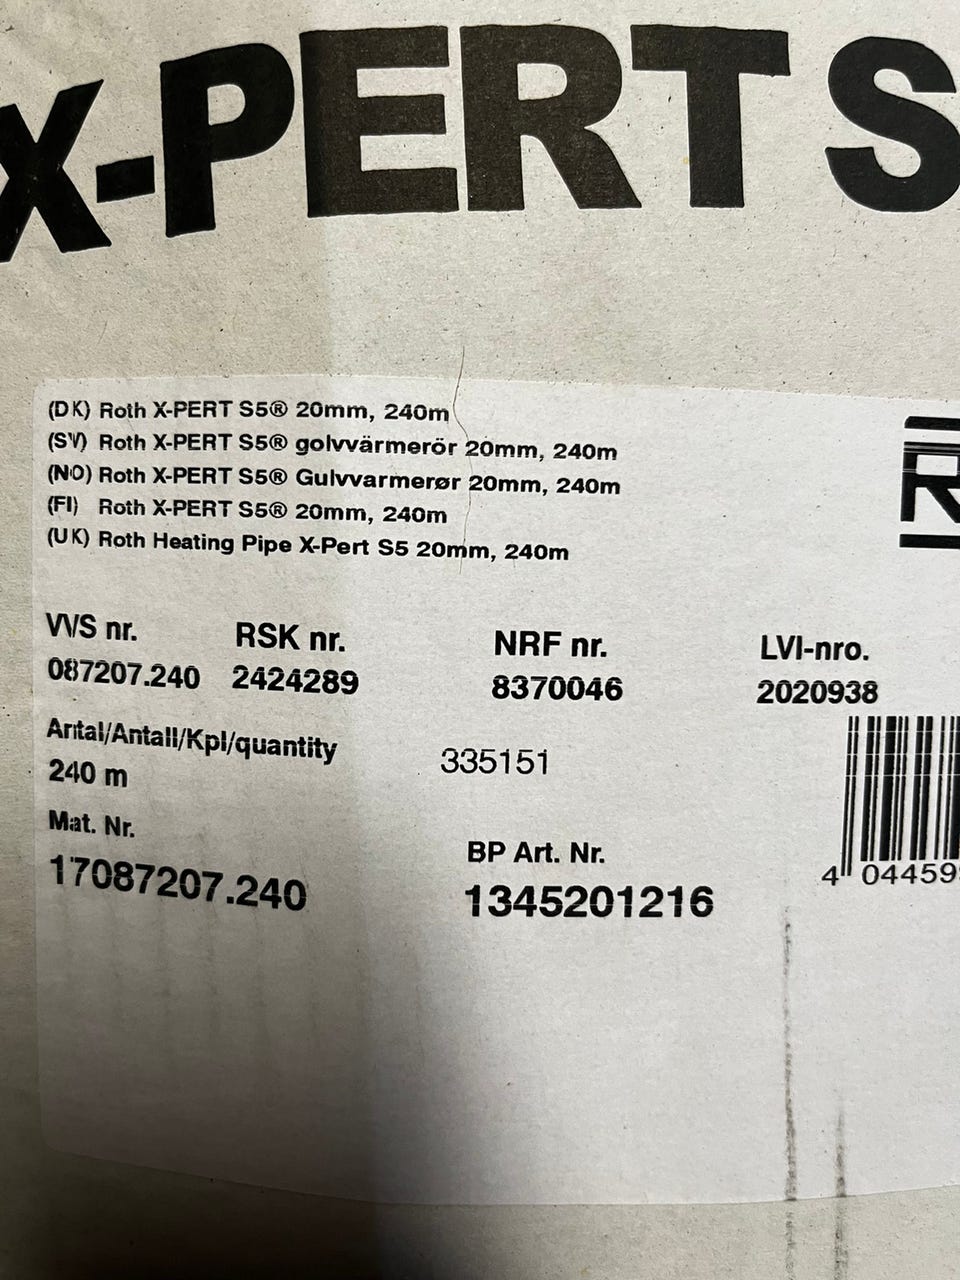 X-PERT S
(DK) Roth X-PERT S5® 20mm, 240m
(SV) Roth X-PERT S5® golvvärmerör 20mm, 240m
(NO) Roth X-PERT S5® Gulvvarmerør 20mm, 240m
(FI) Roth X-PERT S5® 20mm, 240m
(UK) Roth Heating Pipe X-Pert S5 20mm, 240m
R
VVS nr. RSK nr. NRF nr. LVI-nro.
087207.240 2424289 8370046 2020938
Antal/Antall/Kpl/quantity
240 m 335151
Mat. Nr. BP Art. Nr.
17087207.240 1345201216
4 044459